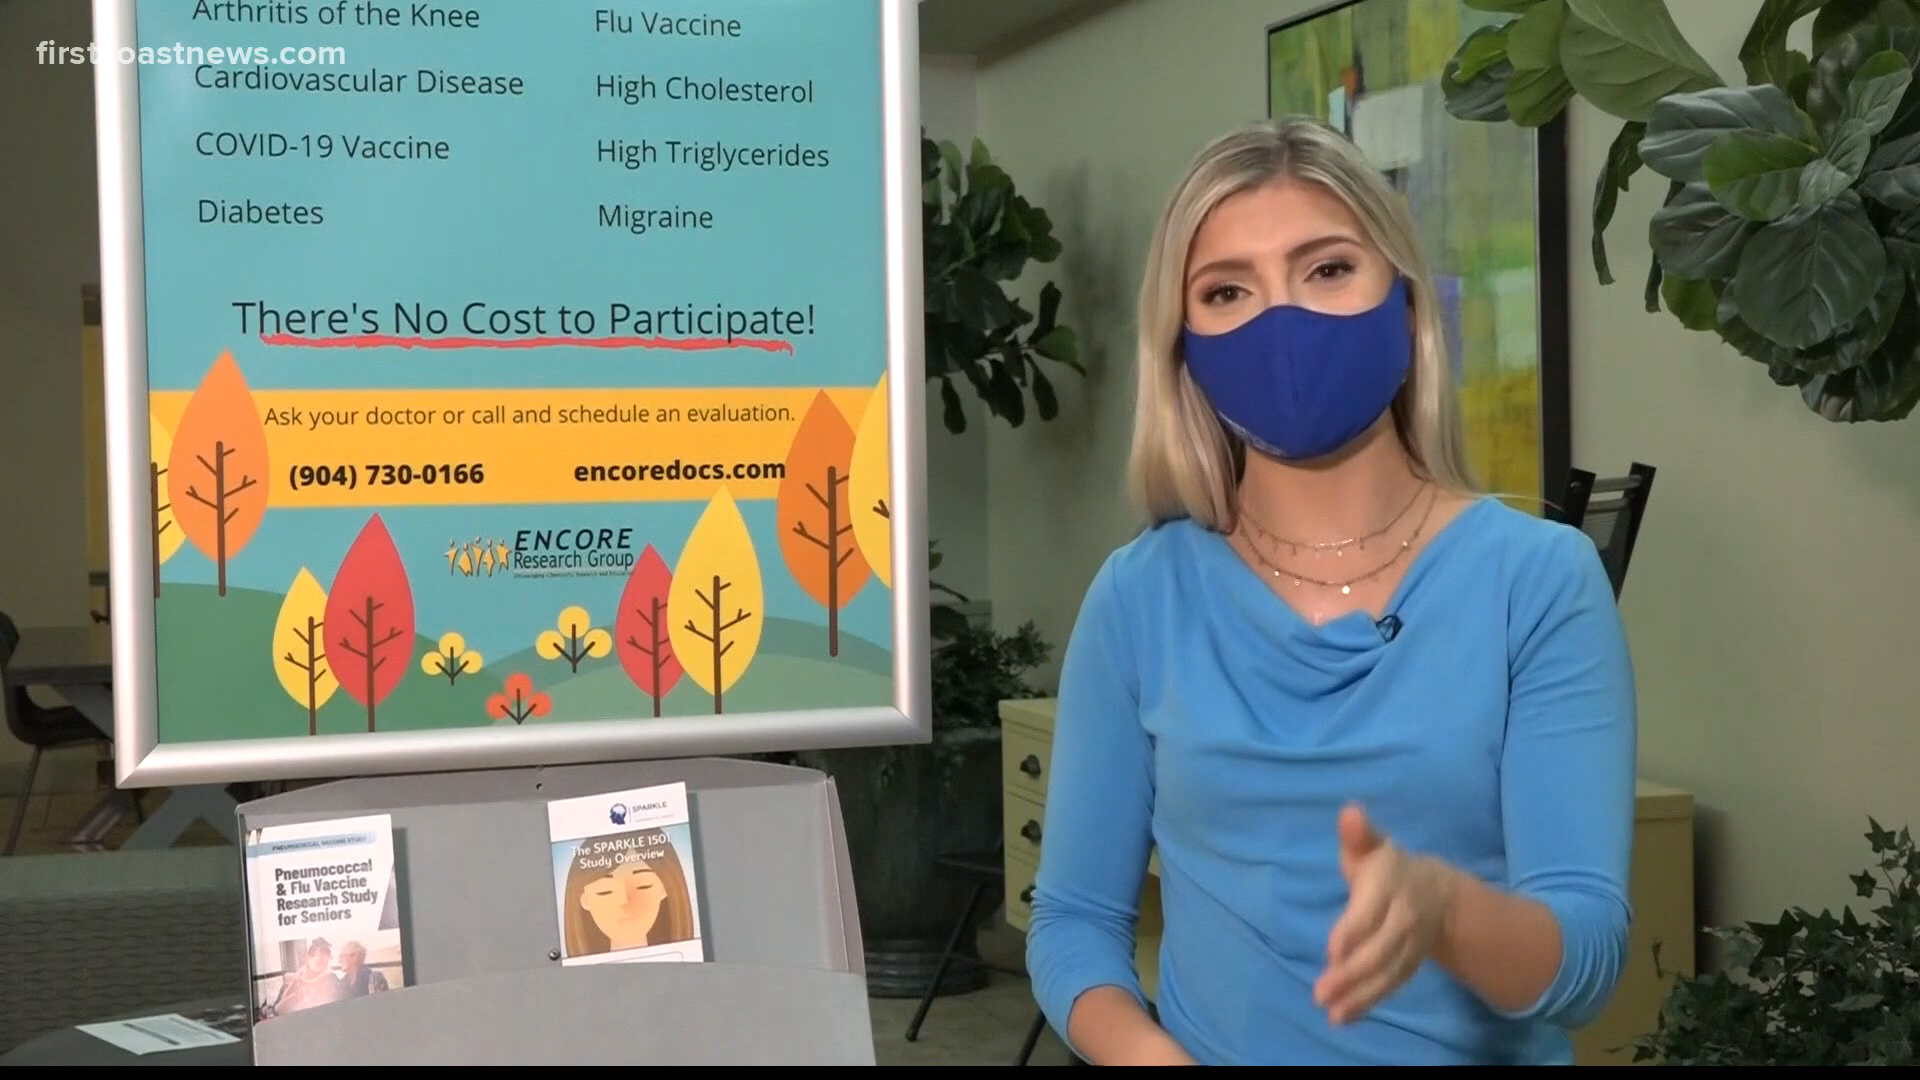 firstcoastnews.com
Arthritis of the Knee
Flu Vaccine
Cardiovascular Disease
High Cholesterol
COVID-19 Vaccine
High Triglycerides
Diabetes
Migraine
There's No Cost to Participate!
Ask your doctor or call and schedule an evaluation.
(904) 730-0166
encoredocs.com
ENCORE
Research Group
PNEUMOCOCCAL VACCINE STUDY
Pneumococcal
& Flu Vaccine
Research Study
for Seniors
SPARKLE
The SPARKLE 1501
Study Overview